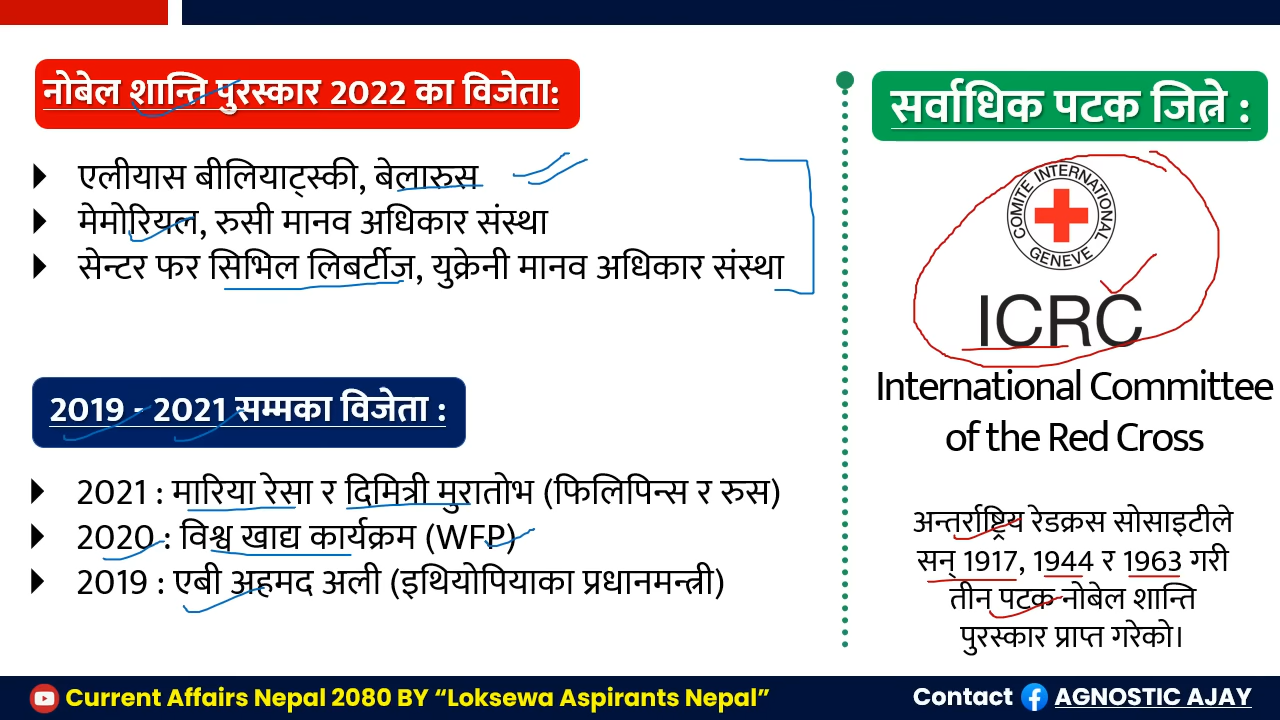 नोबेल शान्ति पुरस्कार 2022 का विजेता:
एलीयास बीलियाट्स्की, बेलारुस
मेमोरियल, रुसी मानव अधिकार संस्था
सेन्टर फर सिभिल लिबर्टीज, युक्रेनी मानव अधिकार संस्था
2019 - 2021 सम्मका विजेता :
2021 : मारिया रेसा र दिमित्री मुरातोभ (फिलिपिन्स र रुस)
2020 : विश्व खाद्य कार्यक्रम (WFP)
2019 : एबी अहमद अली (इथियोपियाका प्रधानमन्त्री)
सर्वाधिक पटक जित्ने :
COMITE INTERNATIONAL
GENEVE
ICRC
International Committee
of the Red Cross
अन्तर्राष्ट्रिय रेडक्रस सोसाइटीले
सन् 1917, 1944 र 1963 गरी
तीन पटक नोबेल शान्ति
पुरस्कार प्राप्त गरेको।
Current Affairs Nepal 2080 BY “Loksewa Aspirants Nepal”
Contact AGNOSTIC AJAY